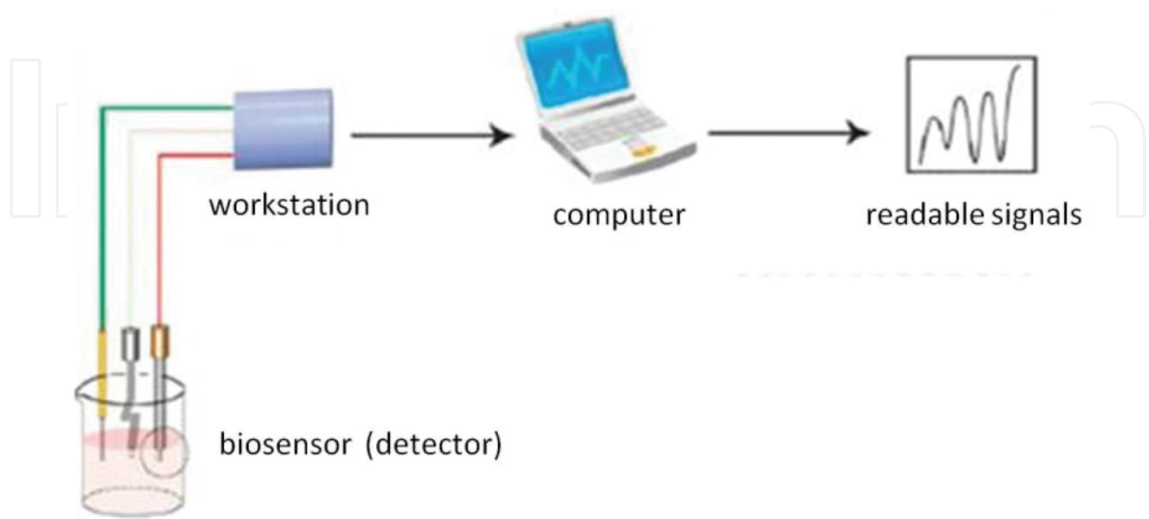 workstation
computer
readable signals
biosensor (detector)